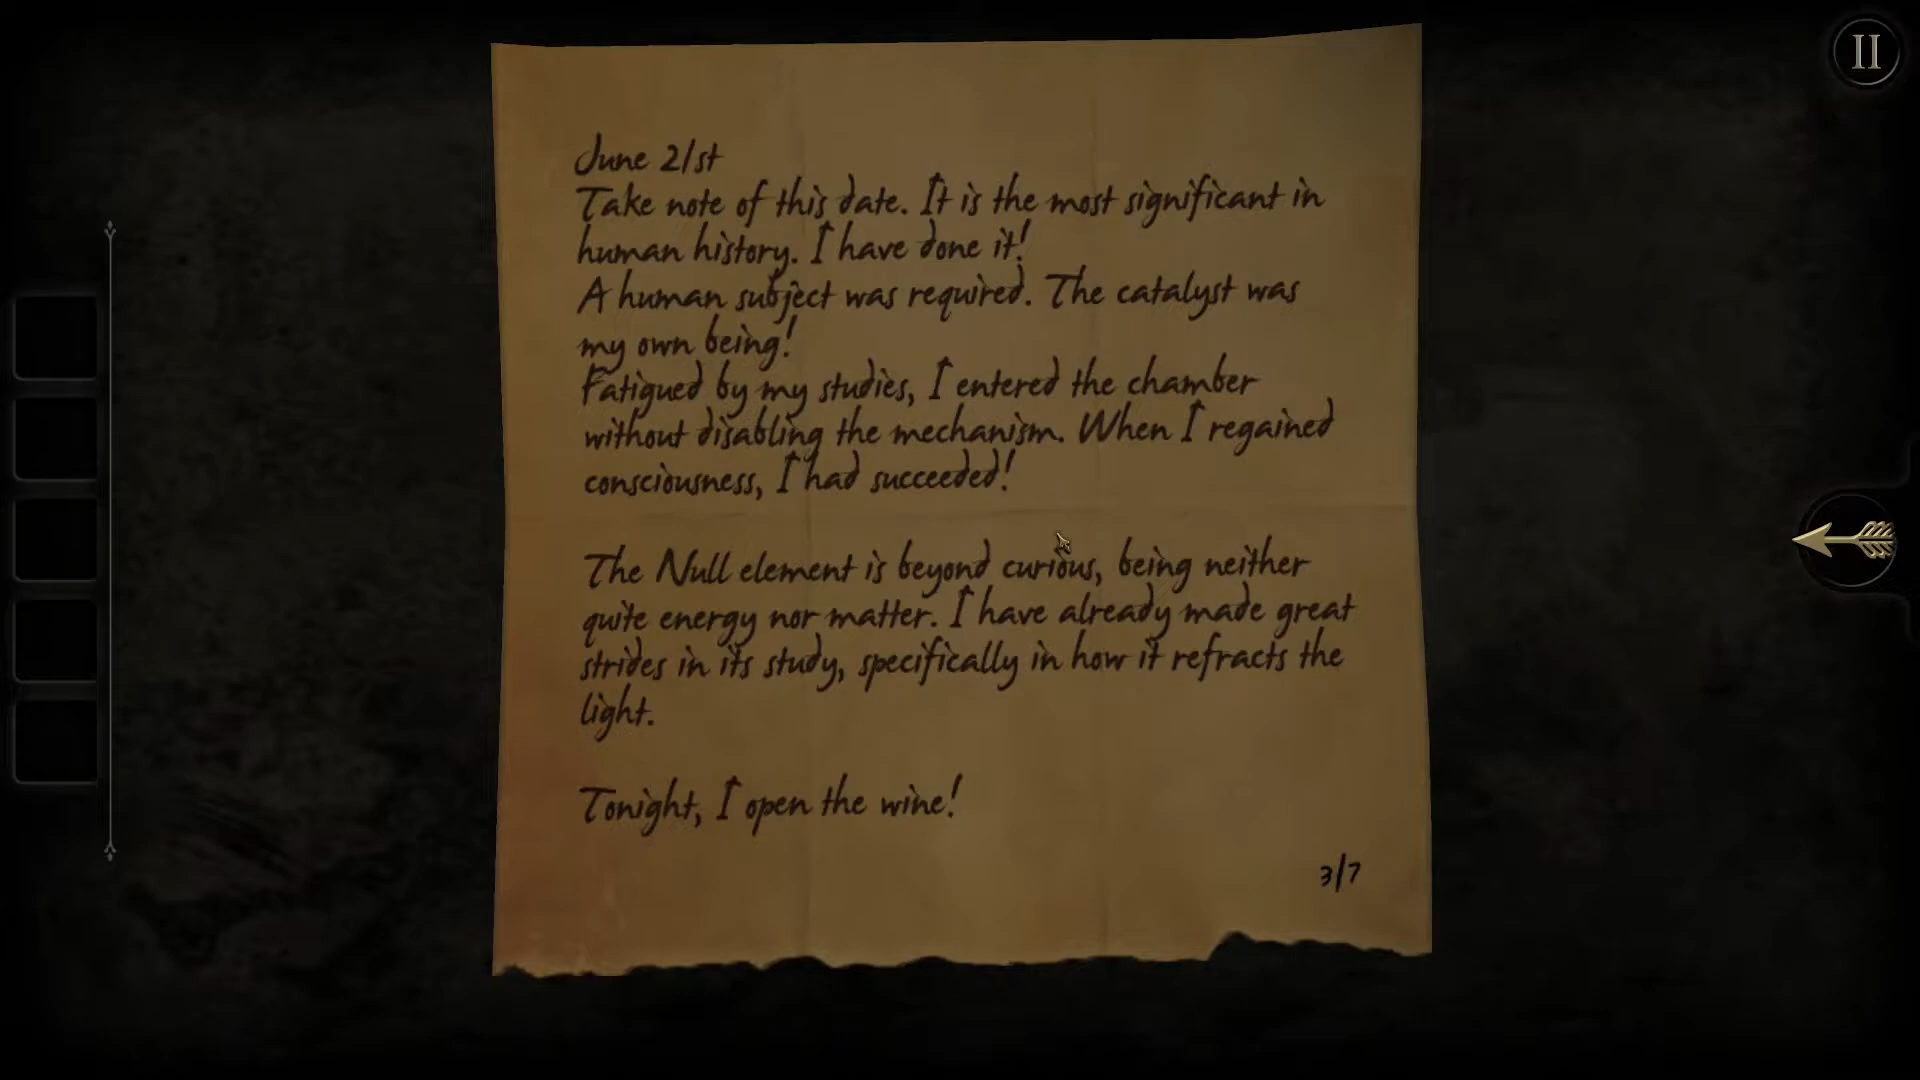 June 21st
Take note of this date. It is the most significant in
human history. I have done it!
A human subject was required. The catalyst was
my own being!
Fatigued by my studies, I entered the chamber
without disabling the mechanism. When I regained
consciousness, I had succeeded!
The Null element is beyond curious, being neither
quite energy nor matter. I have already made great
strides in its study, specifically in how it refracts the
light.
Tonight, I open the wine!
3/7